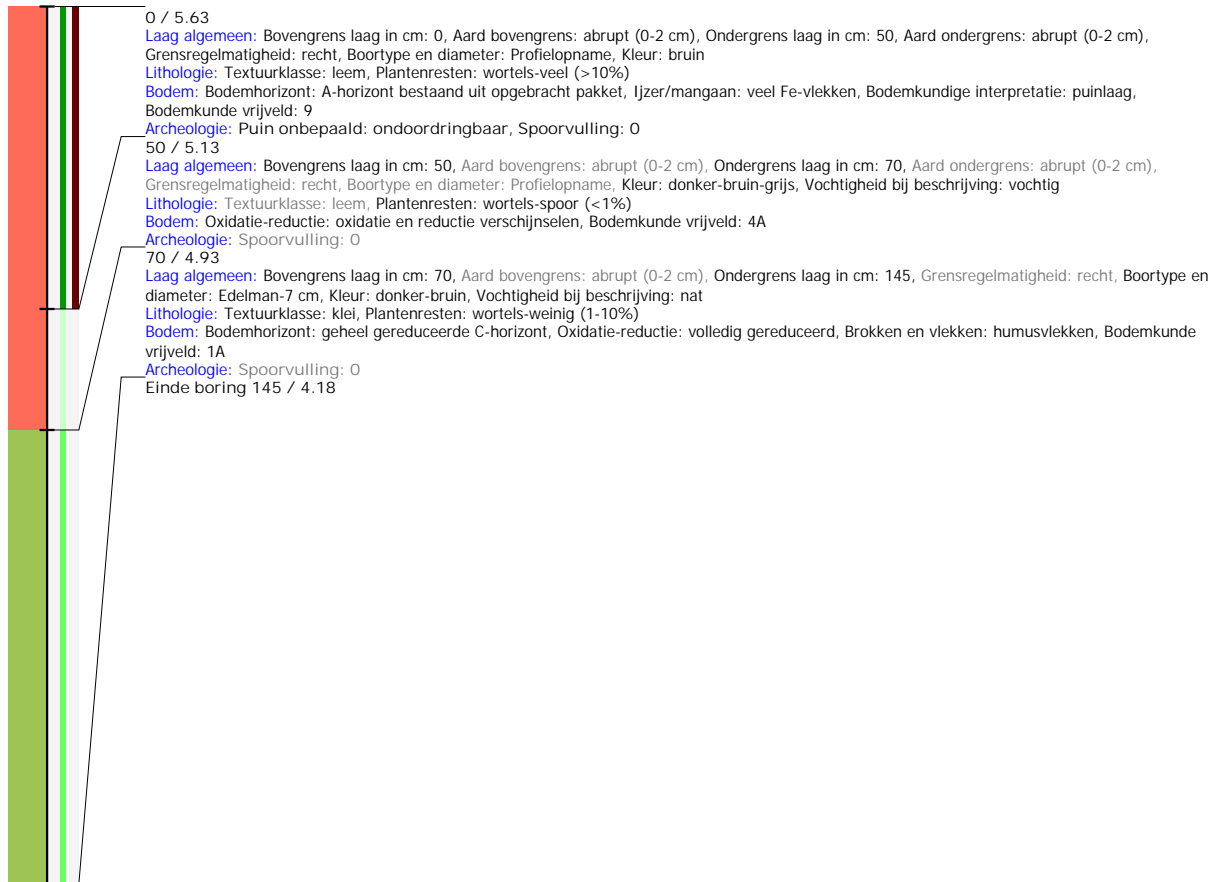 0 / 5.63
Laag algemeen: Bovengrens laag in cm: 0, Aard bovengrens: abrupt (0-2 cm), Ondergrens laag in cm: 50, Aard ondergrens: abrupt (0-2 cm),
Grensregelmatigheid: recht, Boortype en diameter: Profielopname, Kleur: bruin
Lithologie: Textuurklasse: leem, Plantenresten: wortels-veel (>10%)
Bodem: Bodemhorizont: A-horizont bestaand uit opgebracht pakket, Ijzer/mangaan: veel Fe-vlekken, Bodemkundige interpretatie: puinlaag,
Bodemkunde vrijveld: 9
Archeologie: Puin onbepaald: ondoordringbaar, Spoorvulling: 0
50 / 5.13
Laag algemeen: Bovengrens laag in cm: 50, Aard bovengrens: abrupt (0-2 cm), Ondergrens laag in cm: 70, Aard ondergrens: abrupt (0-2 cm),
Grensregelmatigheid: recht, Boortype en diameter: Profielopname, Kleur: donker-bruin-grijs, Vochtigheid bij beschrijving: vochtig
Lithologie: Textuurklasse: leem, Plantenresten: wortels-spoor (<1%)
Bodem: Oxidatie-reductie: oxidatie en reductie verschijnselen, Bodemkunde vrijveld: 4A
Archeologie: Spoorvulling: 0
70 / 4.93
Laag algemeen: Bovengrens laag in cm: 70, Aard bovengrens: abrupt (0-2 cm), Ondergrens laag in cm: 145, Grensregelmatigheid: recht, Boortype en
diameter: Edelman-7 cm, Kleur: donker-bruin, Vochtigheid bij beschrijving: nat
Lithologie: Textuurklasse: klei, Plantenresten: wortels-weinig (1-10%)
Bodem: Bodemhorizont: geheel gereduceerde C-horizont, Oxidatie-reductie: volledig gereduceerd, Brokken en vlekken: humusvlekken, Bodemkunde
vrijveld: 1A
Archeologie: Spoorvulling: 0
Einde boring 145 / 4.18